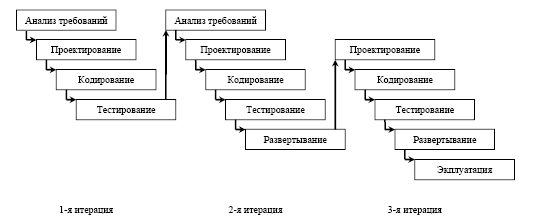 Анализ требований
Проектирование
Кодирование
Тестирование
1-я итерация
Анализ требований
Проектирование
Кодирование
Тестирование
Развертывание
2-я итерация
Проектирование
Кодирование
Тестирование
Развертывание
Экплуатация
3-я итерация